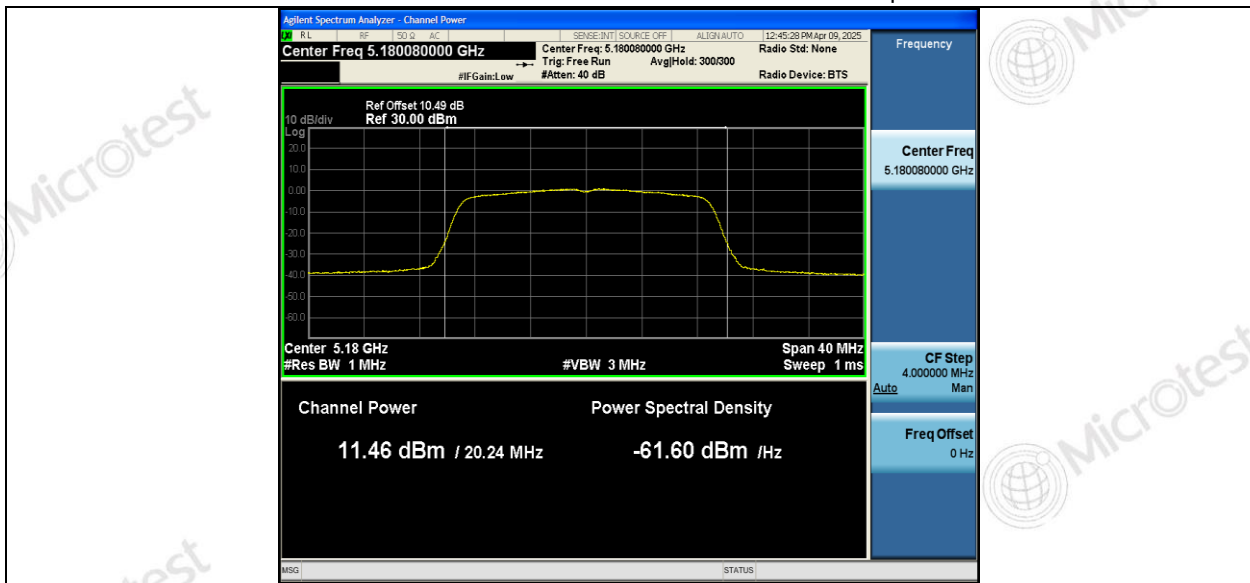 Agilent Spectrum Analyzer - Channel Power
RL RF 50 Ω AC SENSE:INT SOURCE OFF ALIGNAUTO 12:45:28 PM Apr 09, 2025
Center Freq 5.180080000 GHz
Center Freq: 5.180080000 GHz
Radio Std: None
Trig: Free Run Avg|Hold: 300/300
#IFGain:Low #Atten: 40 dB Radio Device: BTS
Ref Offset 10.49 dB
10 dB/div Ref 30.00 dBm
Log
20.0
10.0
0.00
-10.0
-20.0
-30.0
-40.0
-50.0
-60.0
Center 5.18 GHz Span 40 MHz
#Res BW 1 MHz #VBW 3 MHz Sweep 1 ms
Channel Power Power Spectral Density
11.46 dBm / 20.24 MHz -61.60 dBm /Hz
MSG STATUS
Frequency
Center Freq
5.180080000 GHz
CF Step
4.000000 MHz
Auto Man
Freq Offset
0 Hz
Microtest
Microtest